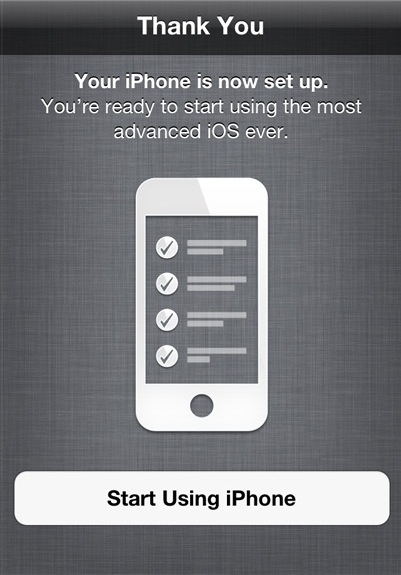 Thank You
Your iPhone is now set up.
You’re ready to start using the most
advanced iOS ever.
Start Using iPhone